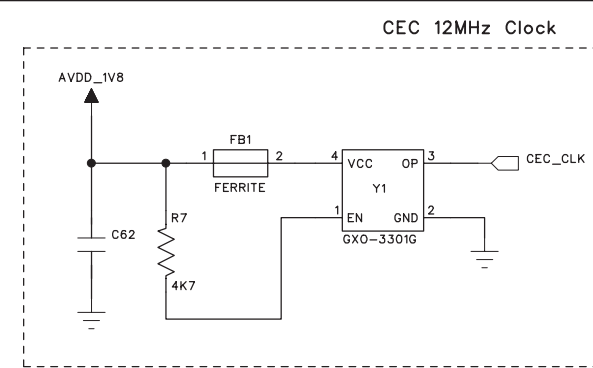 CEC 12MHz Clock
AVDD_1V8
FB1
1 2
FERRITE
4 VCC OP 3
CEC_CLK
Y1
1 EN GND 2
GXO-3301G
R7
4K7
C62